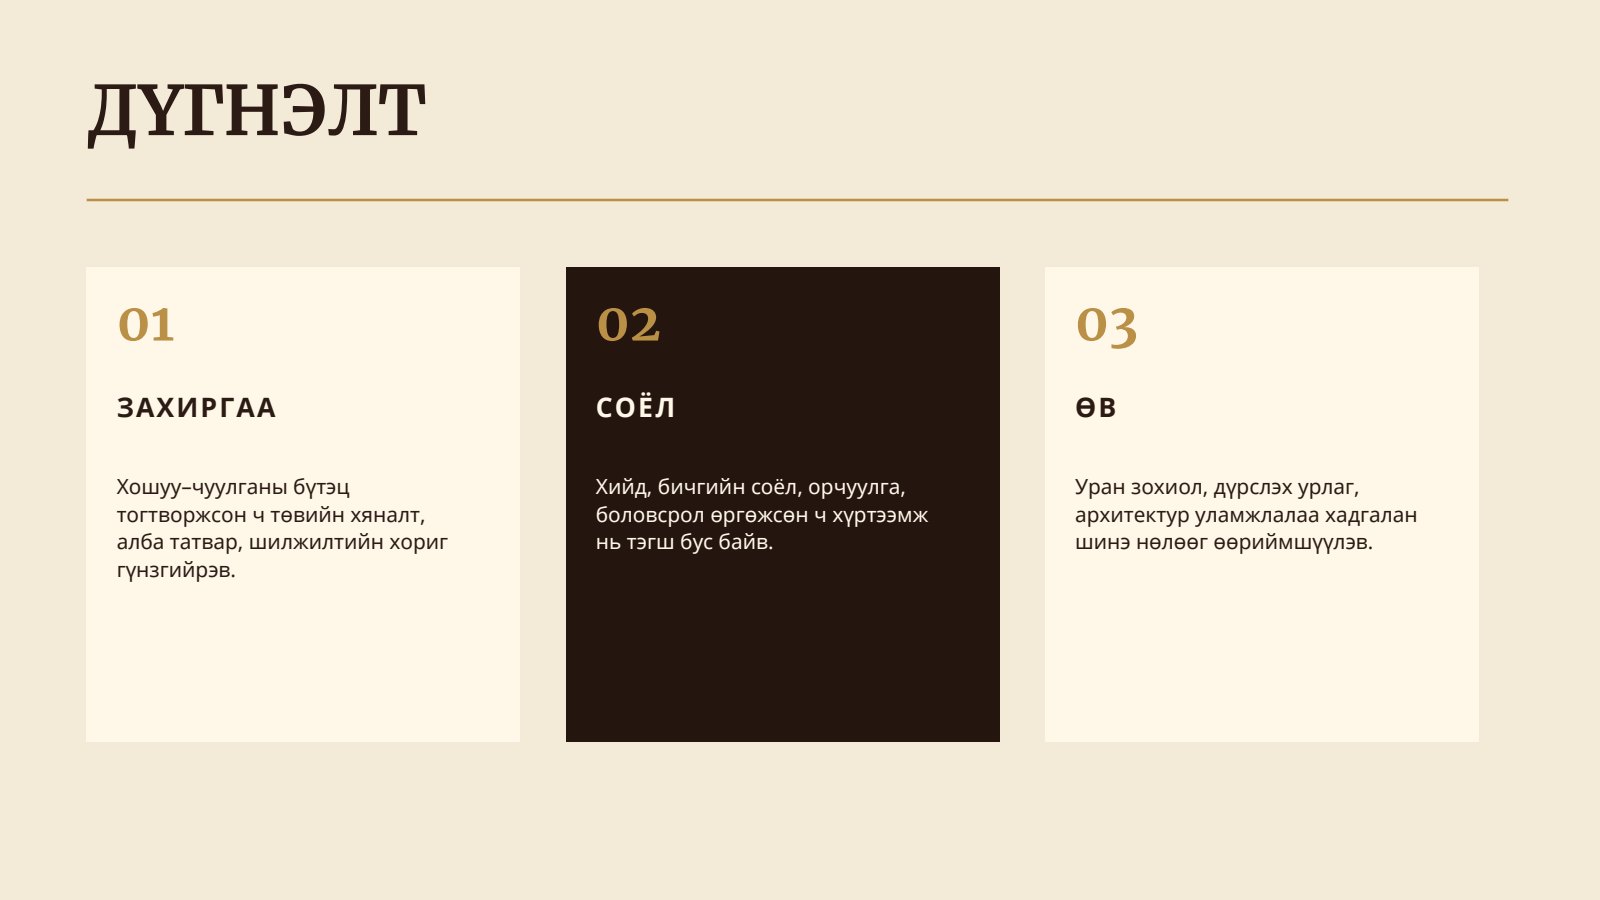 ДҮГНЭЛТ
01
ЗАХИРГАА
Хошуу–чуулганы бүтэц
тогтворжсон ч төвийн хяналт,
алба татвар, шилжилтийн хориг
гүнзгийрэв.
02
СОЁЛ
Хийд, бичгийн соёл, орчуулга,
боловсрол өргөжсөн ч хүртээмж
нь тэгш бус байв.
03
ӨВ
Уран зохиол, дүрслэх урлаг,
архитектур уламжлалаа хадгалан
шинэ нөлөөг өөриймшүүлэв.